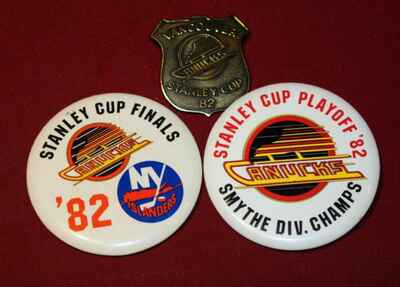 VANCOUVER
CANUCKS
STANLEY CUP
82
STANLEY CUP FINALS
CANUCKS
'82
NY
ISLANDERS
STANLEY CUP PLAYOFF '82
CANUCKS
SMYTHE DIV. CHAMPS